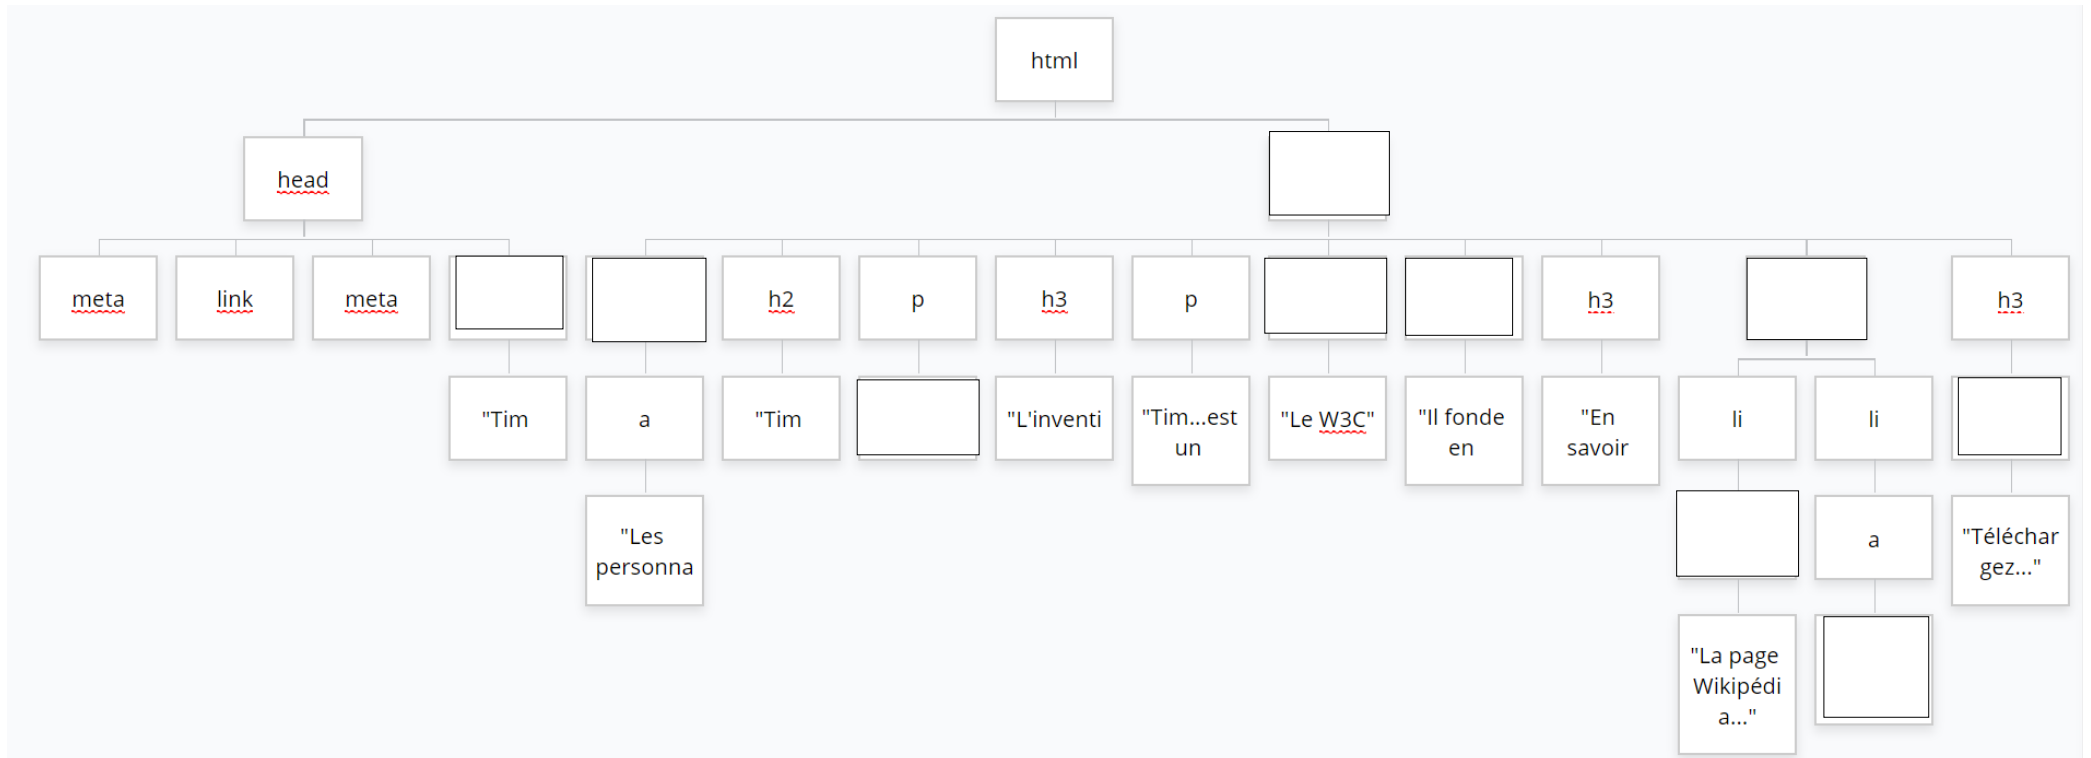 html
head
meta
link
meta
h2
p
h3
p
h3
h3
"Tim
a
"Tim
"L'inventi
"Tim...est
un
"Le W3C"
"Il fonde
en
"En
savoir
li
li
"Les
personna
a
"Téléchar
gez..."
"La page
Wikipédi
a..."